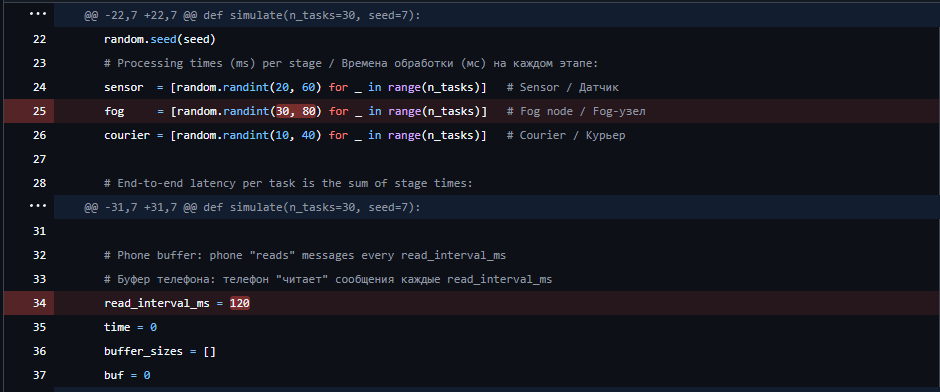 ... @@ -22,7 +22,7 @@ def simulate(n_tasks=30, seed=7):
22 random.seed(seed)
23 # Processing times (ms) per stage / Времена обработки (мс) на каждом этапе:
24 sensor = [random.randint(20, 60) for _ in range(n_tasks)] # Sensor / Датчик
25 fog = [random.randint(30, 80) for _ in range(n_tasks)] # Fog node / Fog-узел
26 courier = [random.randint(10, 40) for _ in range(n_tasks)] # Courier / Курьер
27
28 # End-to-end latency per task is the sum of stage times:
... @@ -31,7 +31,7 @@ def simulate(n_tasks=30, seed=7):
31
32 # Phone buffer: phone "reads" messages every read_interval_ms
33 # Буфер телефона: телефон "читает" сообщения каждые read_interval_ms
34 read_interval_ms = 120
35 time = 0
36 buffer_sizes = []
37 buf = 0